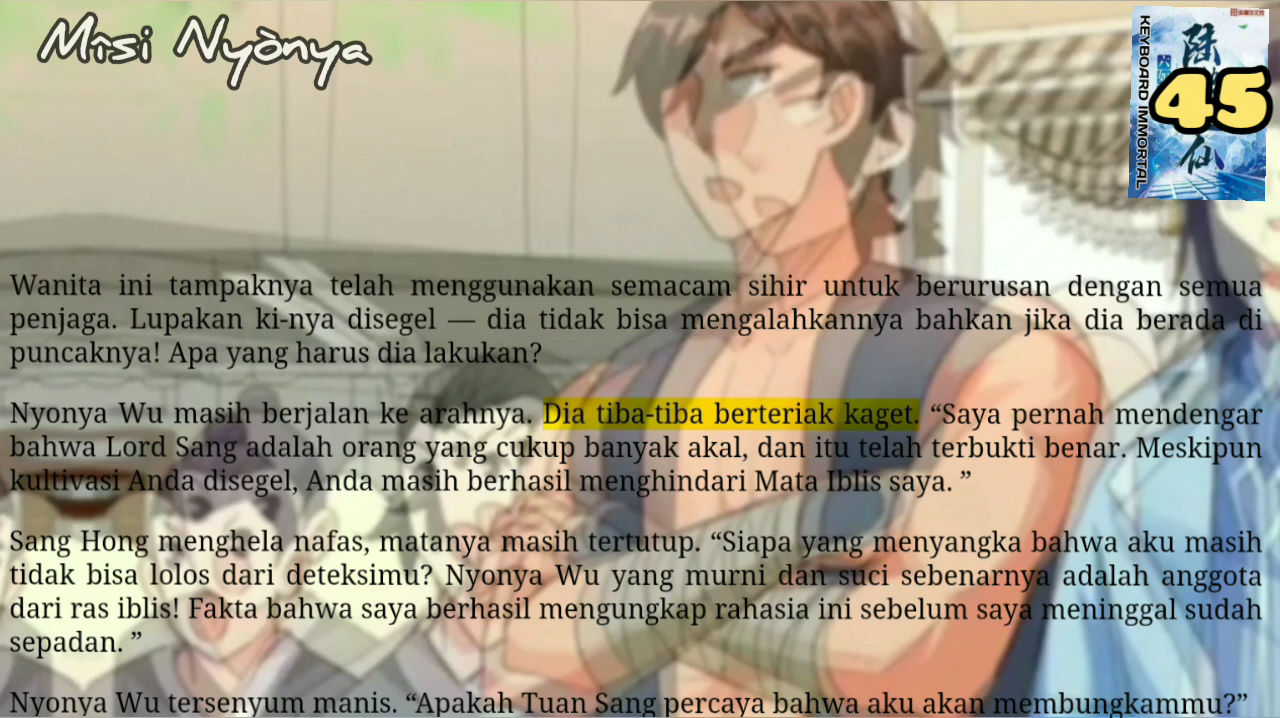 Mîsi Nyònya
KEYBOARD IMMORTAL
45
仙
Wanita ini tampaknya telah menggunakan semacam sihir untuk berurusan dengan semua
penjaga. Lupakan ki-nya disegel — dia tidak bisa mengalahkannya bahkan jika dia berada di
puncaknya! Apa yang harus dia lakukan?
Nyonya Wu masih berjalan ke arahnya. Dia tiba-tiba berteriak kaget. “Saya pernah mendengar
bahwa Lord Sang adalah orang yang cukup banyak akal, dan itu telah terbukti benar. Meskipun
kultivasi Anda disegel, Anda masih berhasil menghindari Mata Iblis saya. ”
Sang Hong menghela nafas, matanya masih tertutup. “Siapa yang menyangka bahwa aku masih
tidak bisa lolos dari deteksimu? Nyonya Wu yang murni dan suci sebenarnya adalah anggota
dari ras iblis! Fakta bahwa saya berhasil mengungkap rahasia ini sebelum saya meninggal sudah
sepadan. ”
Nyonya Wu tersenyum manis. “Apakah Tuan Sang percaya bahwa aku akan membungkammu?”